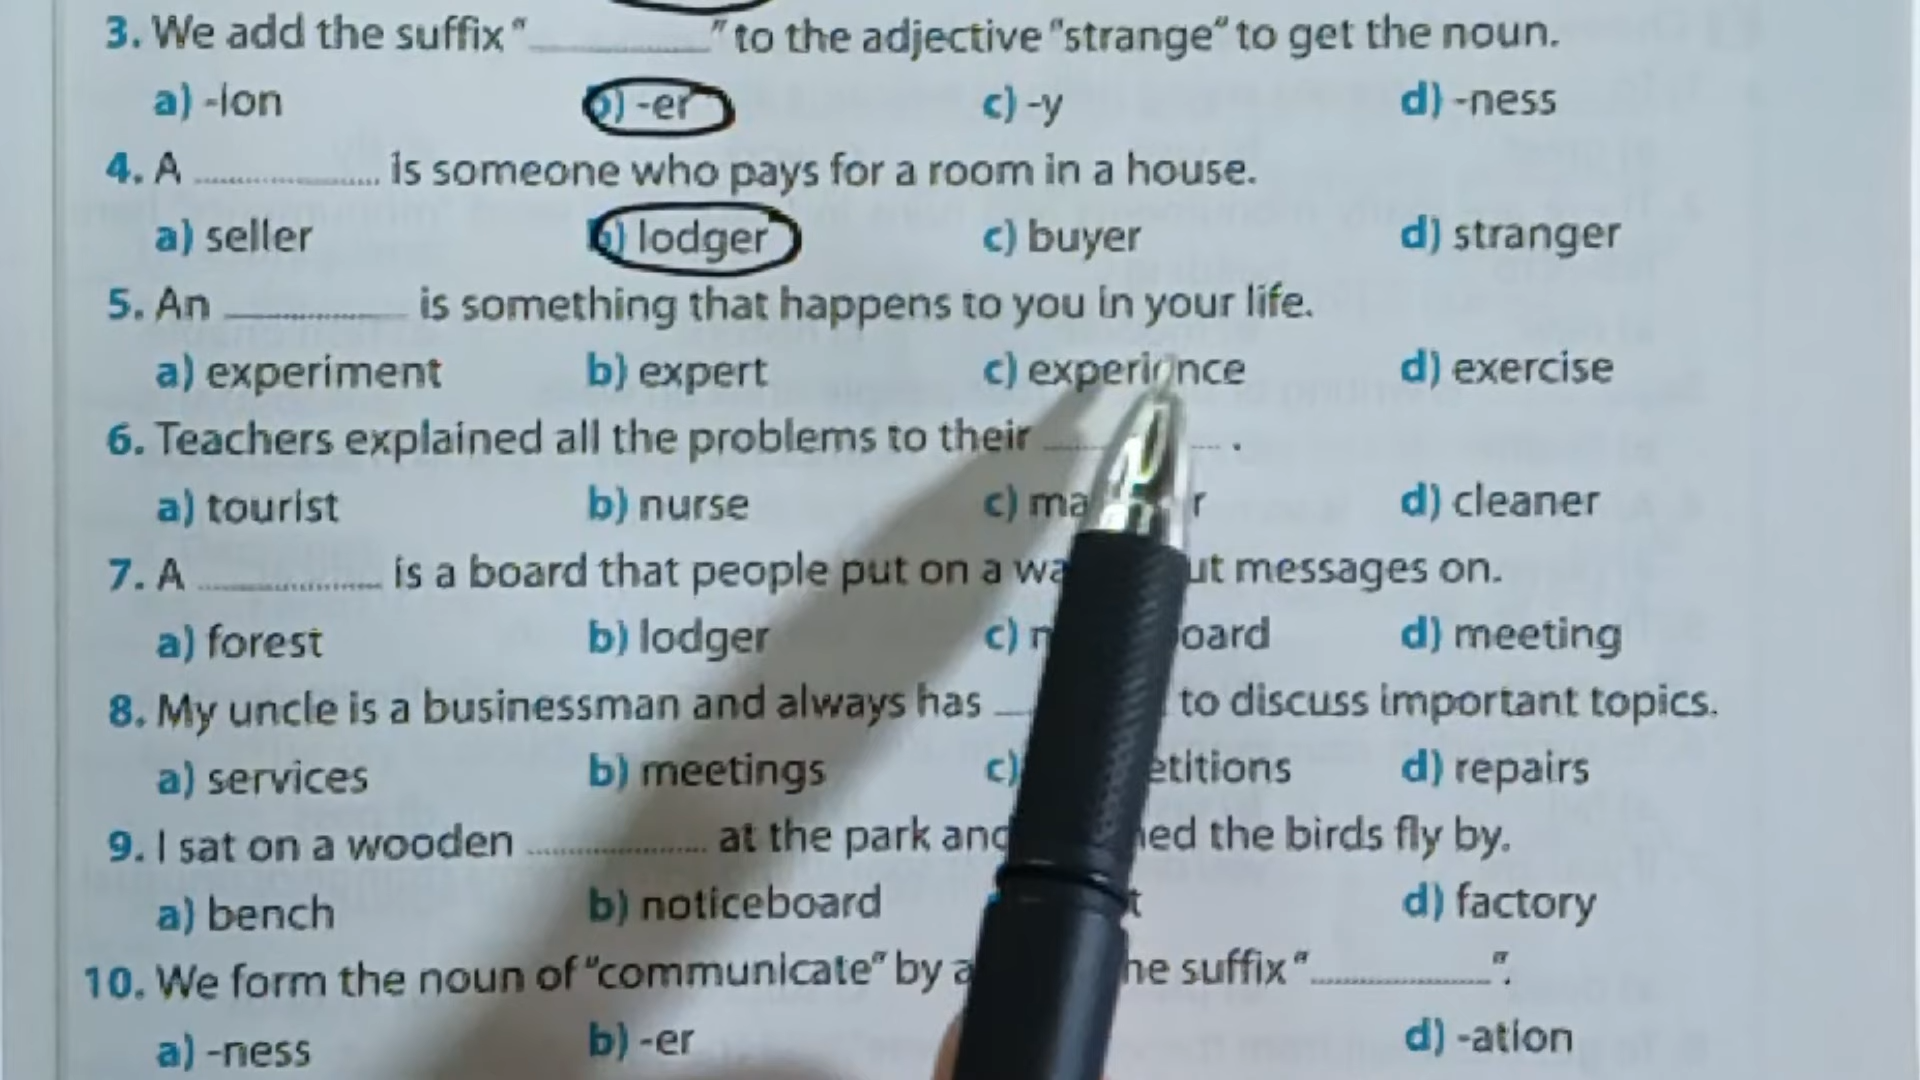 3. We add the suffix “ ............ ” to the adjective “strange” to get the noun.
a) -ion b) -er c) -y d) -ness
4. A ............ is someone who pays for a room in a house.
a) seller b) lodger c) buyer d) stranger
5. An ............ is something that happens to you in your life.
a) experiment b) expert c) experience d) exercise
6. Teachers explained all the problems to their ............ .
a) tourist b) nurse c) d) cleaner
7. A ............ is a board that people put on a messages on.
a) forest b) lodger c) d) meeting
8. My uncle is a businessman and always has ............ to discuss important topics.
a) services b) meetings c) d) repairs
9. I sat on a wooden ............ at the park and the birds fly by.
a) bench b) noticeboard d) factory
10. We form the noun of “communicate” by suffix “ ............ ”.
a) -ness b) -er d) -ation